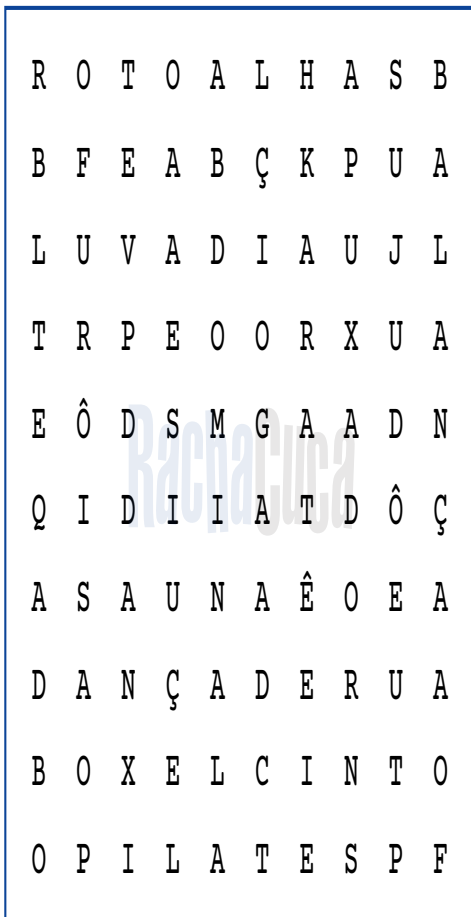 R O T O A L H A S B
B F E A B Ç K P U A
L U V A D I A U J L
T R P E O O R X U A
E Ô D S M G A A D N
Q I D I I A T D Ô Ç
A S A U N A Ê O E A
D A N Ç A D E R U A
B O X E L C I N T O
O P I L A T E S P F
RachaCuca